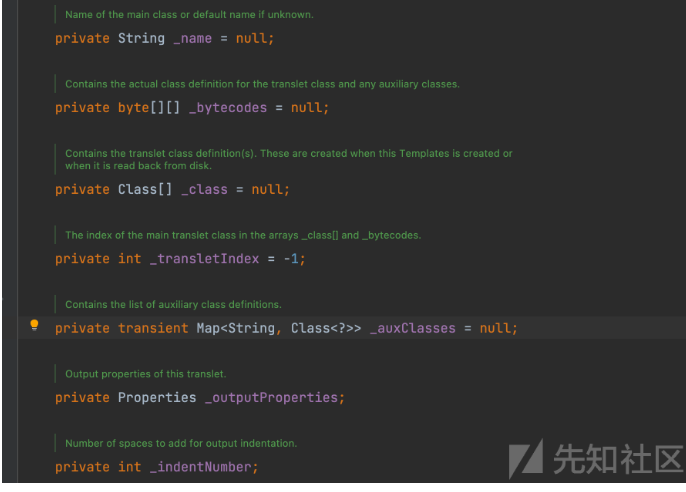 Name of the main class or default name if unknown.
private String _name = null;
Contains the actual class definition for the translet class and any auxiliary classes.
private byte[][] _bytecodes = null;
Contains the translet class definition(s). These are created when this Templates is created or
when it is read back from disk.
private Class[] _class = null;
The index of the main translet class in the arrays _class[] and _bytecodes.
private int _transletIndex = -1;
Contains the list of auxiliary class definitions.
private transient Map<String, Class<?>> _auxClasses = null;
Output properties of this translet.
private Properties _outputProperties;
Number of spaces to add for output indentation.
private int _indentNumber;
先知社区